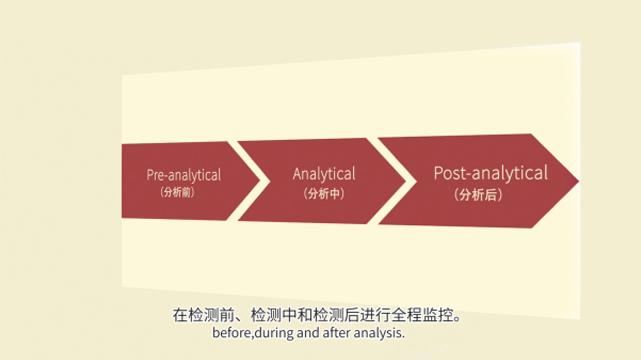 Pre-analytical
（分析前）
Analytical
（分析中）
Post-analytical
（分析后）
在检测前、检测中和检测后进行全程监控。
before,during and after analysis.